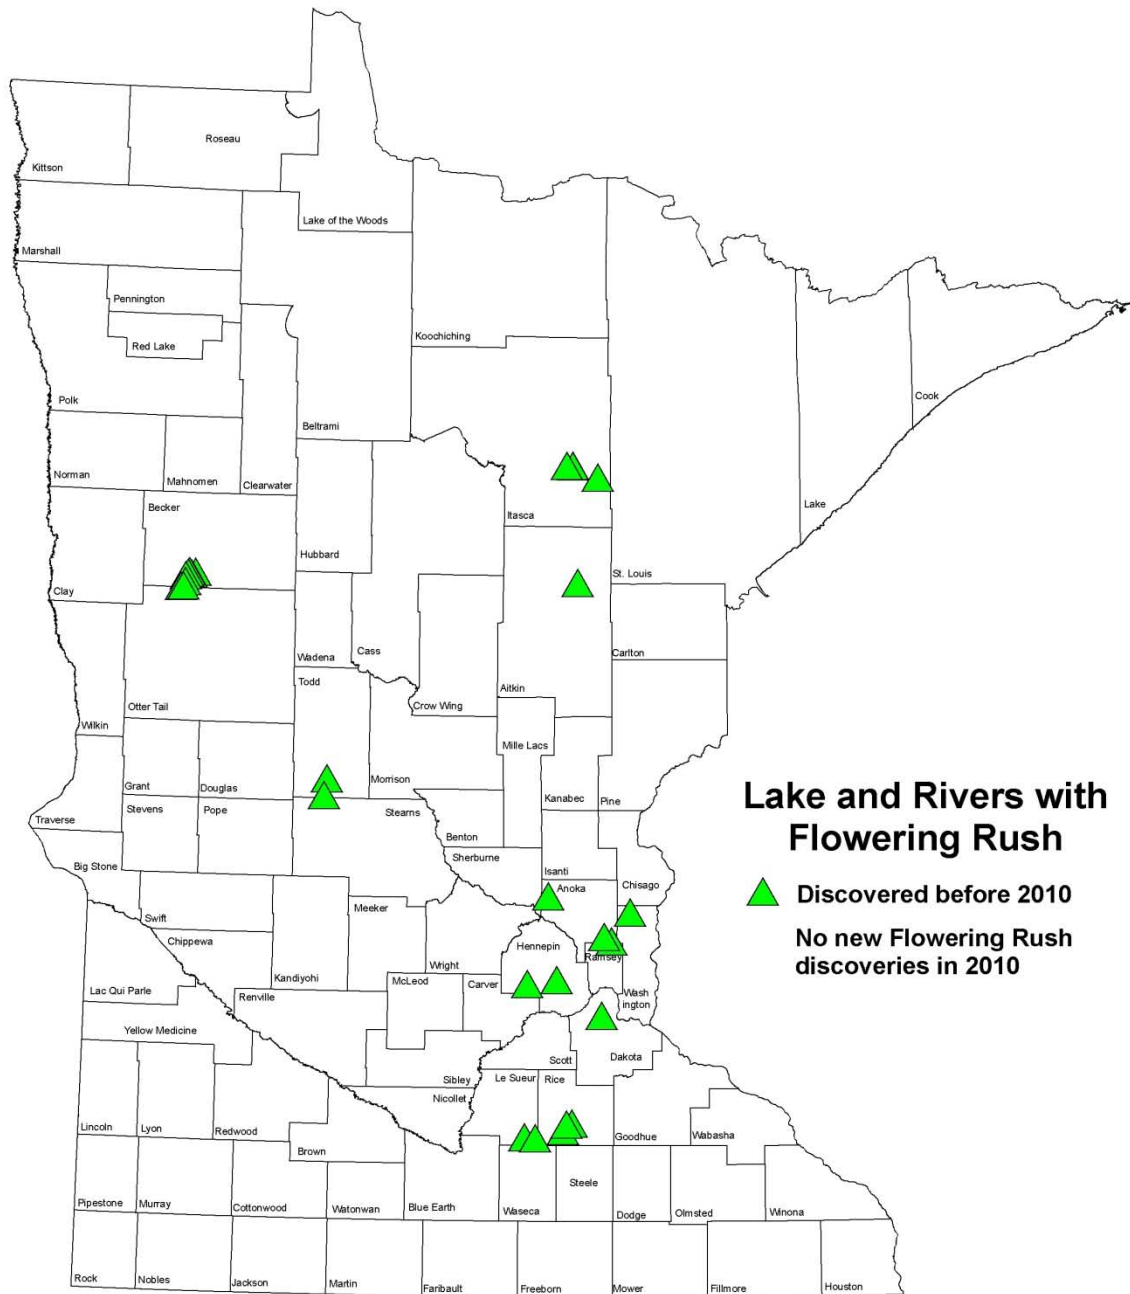 Roseau
Kittson
Lake of the Woods
Marshall
Pennington
Koochiching
Red Lake
Polk
Cook
Beltrami
Norman
Mahnomen
Clearwater
Becker
Lake
Itasca
Hubbard
St. Louis
Clay
Wadena
Cass
Carlton
Todd
Aitkin
Otter Tail
Crow Wing
Wilkin
Mille Lacs
Grant
Douglas
Morrison
Kanabec
Pine
Lake and Rivers with
Flowering Rush
Stevens
Pope
Stearns
Traverse
Benton
Sherburne
Big Stone
Isanti
Anoka
Chisago
Discovered before 2010
Meeker
Swift
No new Flowering Rush
discoveries in 2010
Chippewa
Hennepin
Ramsey
Wright
Kandiyohi
McLeod
Carver
Lac Qui Parle
Renville
Wash
ington
Yellow Medicine
Scott
Dakota
Sibley
Le Sueur
Rice
Nicollet
Lincoln
Lyon
Redwood
Goodhue
Wabasha
Brown
Steele
Pipestone
Murray
Cottonwood
Watonwan
Blue Earth
Waseca
Dodge
Olmsted
Winona
Rock
Nobles
Jackson
Martin
Faribault
Freeborn
Mower
Fillmore
Houston